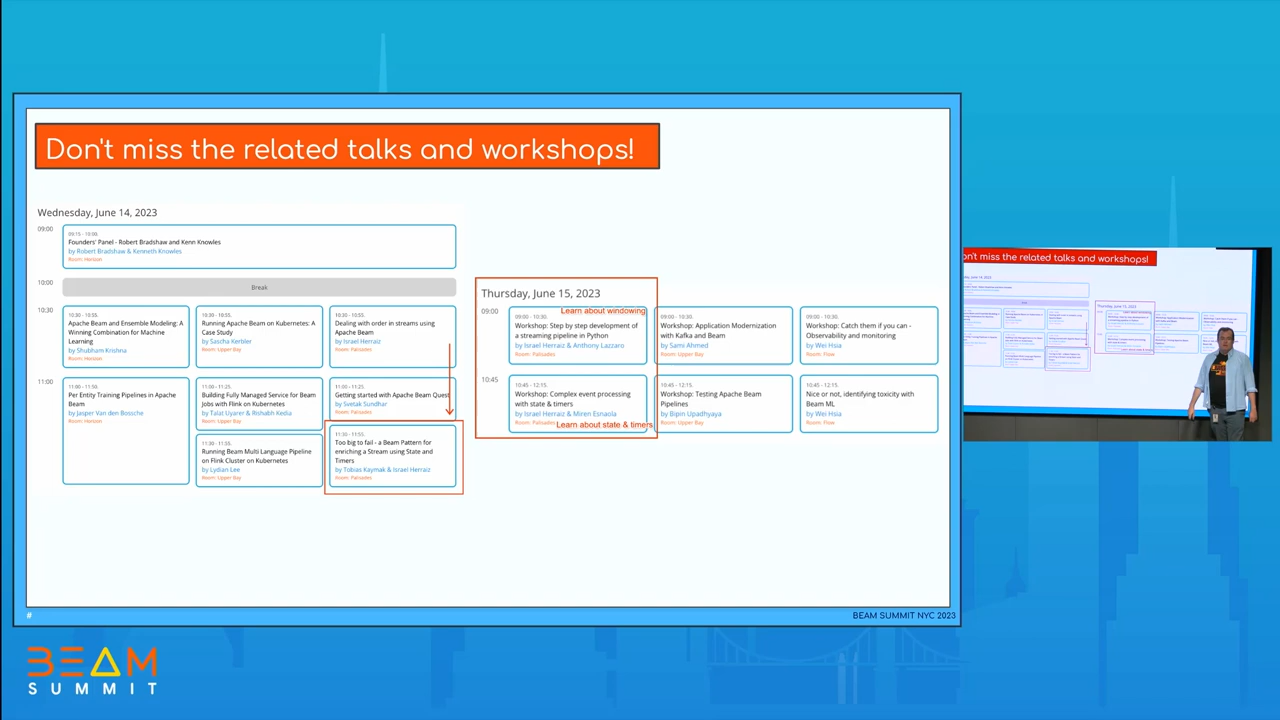 Don't miss the related talks and workshops!
Wednesday, June 14, 2023
09:00
09:15 - 10:00.
Founders' Panel - Robert Bradshaw and Kenn Knowles
by Robert Bradshaw & Kenneth Knowles
Room: Horizon
10:00
Break
10:30
10:30 - 10:55.
Apache Beam and Ensemble Modeling: A
Winning Combination for Machine
Learning
by Shubham Krishna
Room: Horizon
10:30 - 10:55.
Running Apache Beam on Kubernetes: A
Case Study
by Sascha Kerbler
Room: Upper Bay
10:30 - 10:55.
Dealing with order in streams using
Apache Beam
by Israel Herraiz
Room: Palisades
11:00
11:00 - 11:50.
Per Entity Training Pipelines in Apache
Beam
by Jasper Van den Bossche
Room: Horizon
11:00 - 11:25.
Building Fully Managed Service for Beam
Jobs with Flink on Kubernetes
by Talat Uyarer & Rishabh Kedia
Room: Upper Bay
11:00 - 11:25.
Getting started with Apache Beam Quest
by Svetak Sundhar
Room: Palisades
11:30 - 11:55.
Running Beam Multi Language Pipeline
on Flink Cluster on Kubernetes
by Lydian Lee
Room: Upper Bay
11:30 - 11:55.
Too big to fail - a Beam Pattern for
enriching a Stream using State and
Timers
by Tobias Kaymak & Israel Herraiz
Room: Palisades
Thursday, June 15, 2023
Learn about windowing
09:00
09:00 - 10:30.
Workshop: Step by step development of
a streaming pipeline in Python
by Israel Herraiz & Anthony Lazzaro
Room: Palisades
09:00 - 10:30.
Workshop: Application Modernization
with Kafka and Beam
by Sami Ahmed
Room: Upper Bay
09:00 - 10:30.
Workshop: Catch them if you can -
Observability and monitoring
by Wei Hsia
Room: Flow
10:45
10:45 - 12:15.
Workshop: Complex event processing
with state & timers
by Israel Herraiz & Miren Esnaola
Room: Palisades
Learn about state & timers
10:45 - 12:15.
Workshop: Testing Apache Beam
Pipelines
by Bipin Upadhyaya
Room: Upper Bay
10:45 - 12:15.
Nice or not, identifying toxicity with
Beam ML
by Wei Hsia
Room: Flow
#
BEAM SUMMIT NYC 2023
on't miss the related talks and workshops!
BEAM
SUMMIT